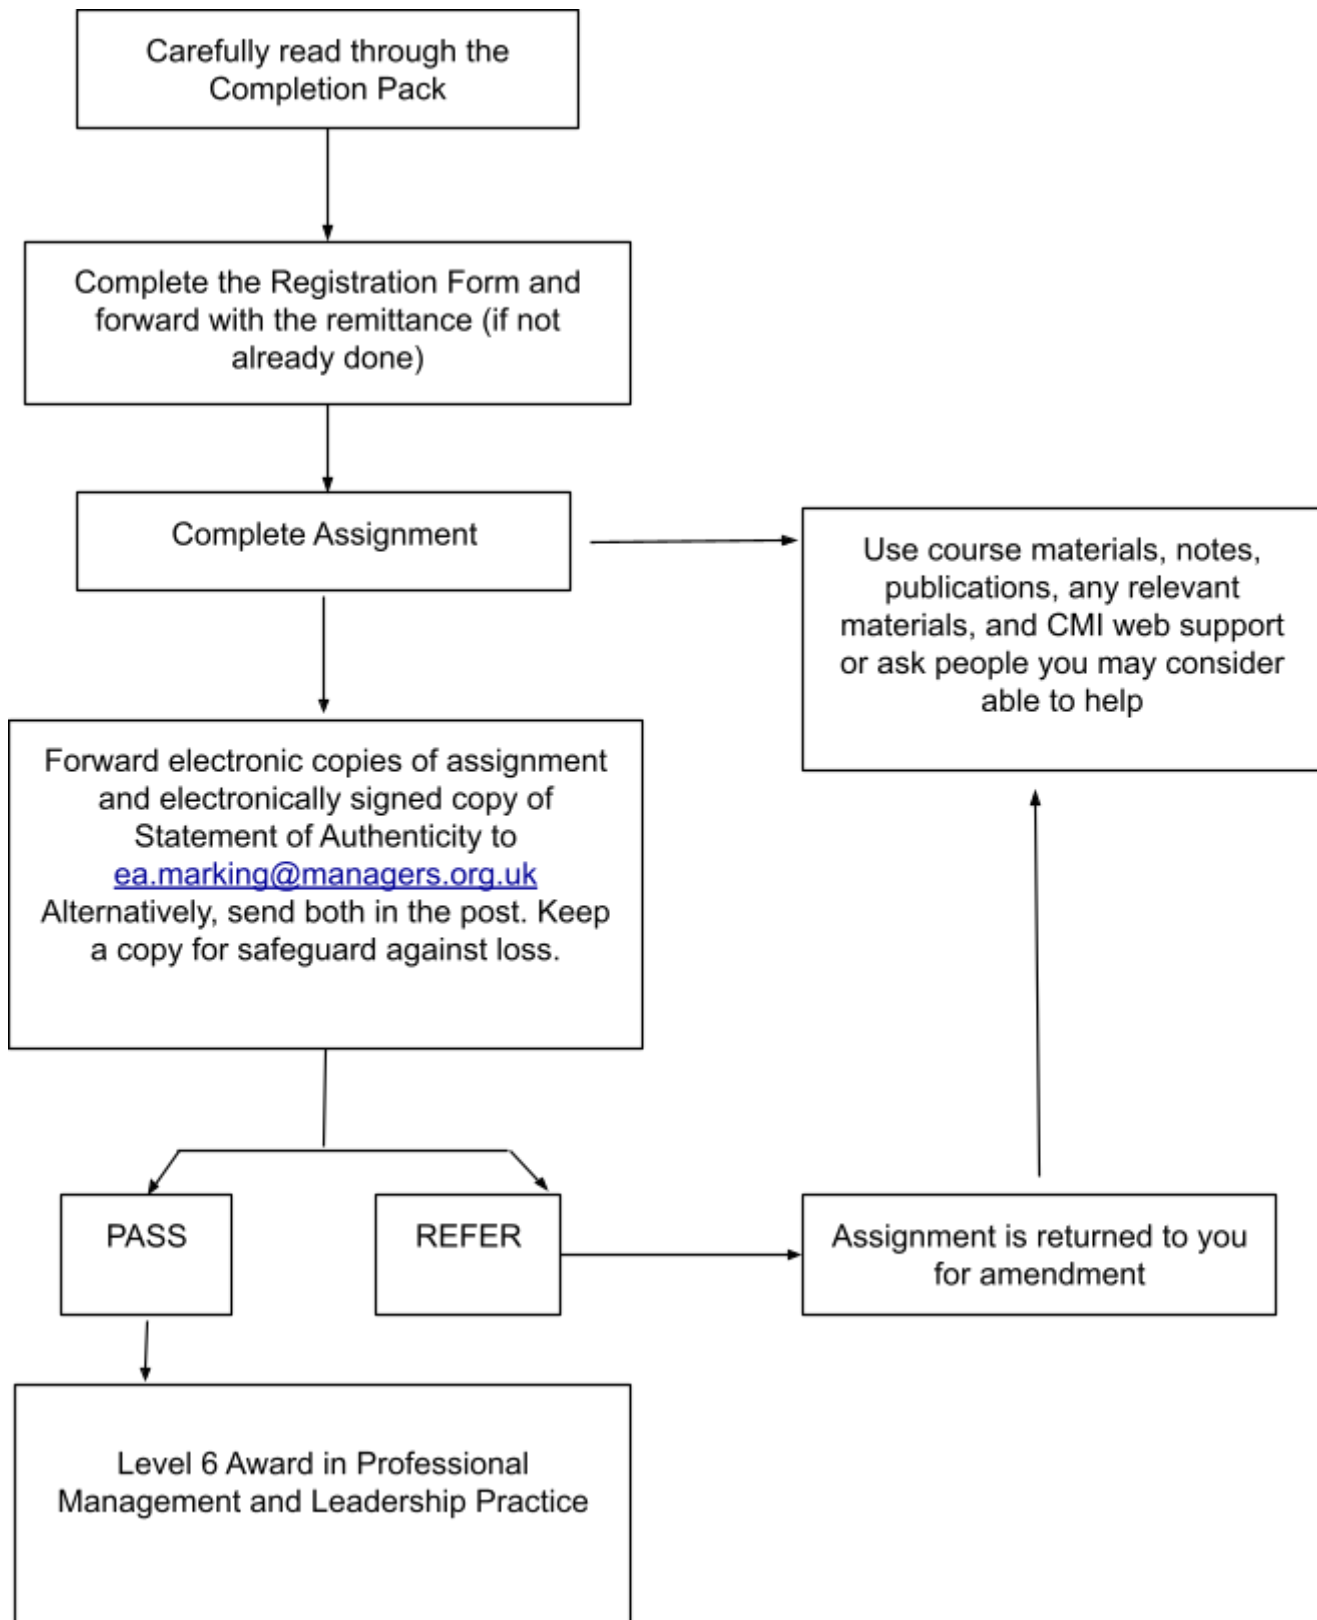 Carefully read through the
Completion Pack
Complete the Registration Form and
forward with the remittance (if not
already done)
Complete Assignment
Use course materials, notes,
publications, any relevant
materials, and CMI web support
or ask people you may consider
able to help
Forward electronic copies of assignment
and electronically signed copy of
Statement of Authenticity to
ea.marking@managers.org.uk
Alternatively, send both in the post. Keep
a copy for safeguard against loss.
PASS
REFER
Assignment is returned to you
for amendment
Level 6 Award in Professional
Management and Leadership Practice